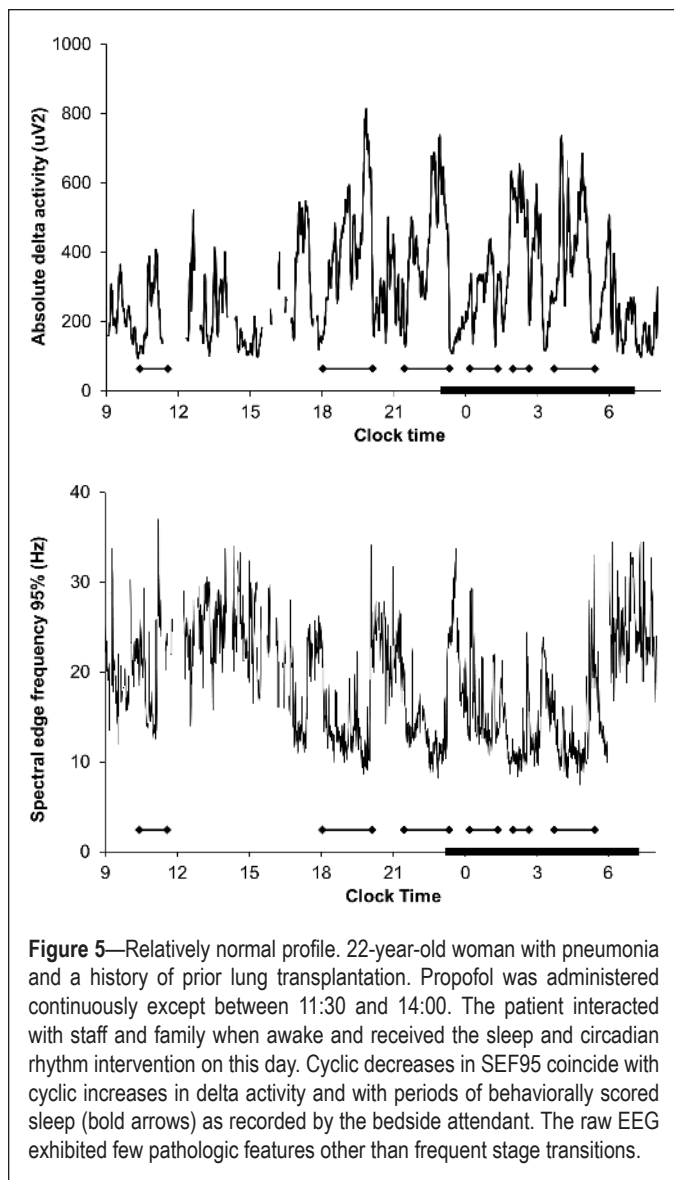 1000
800
600
400
200
0
Absolute delta activity (uV2)
9 12 15 18 21 0 3 6
Clock time
40
30
20
10
0
Spectral edge frequency 95% (Hz)
9 12 15 18 21 0 3 6
Clock Time
Figure 5—Relatively normal profile. 22-year-old woman with pneumonia
and a history of prior lung transplantation. Propofol was administered
continuously except between 11:30 and 14:00. The patient interacted
with staff and family when awake and received the sleep and circadian
rhythm intervention on this day. Cyclic decreases in SEF95 coincide with
cyclic increases in delta activity and with periods of behaviorally scored
sleep (bold arrows) as recorded by the bedside attendant. The raw EEG
exhibited few pathologic features other than frequent stage transitions.